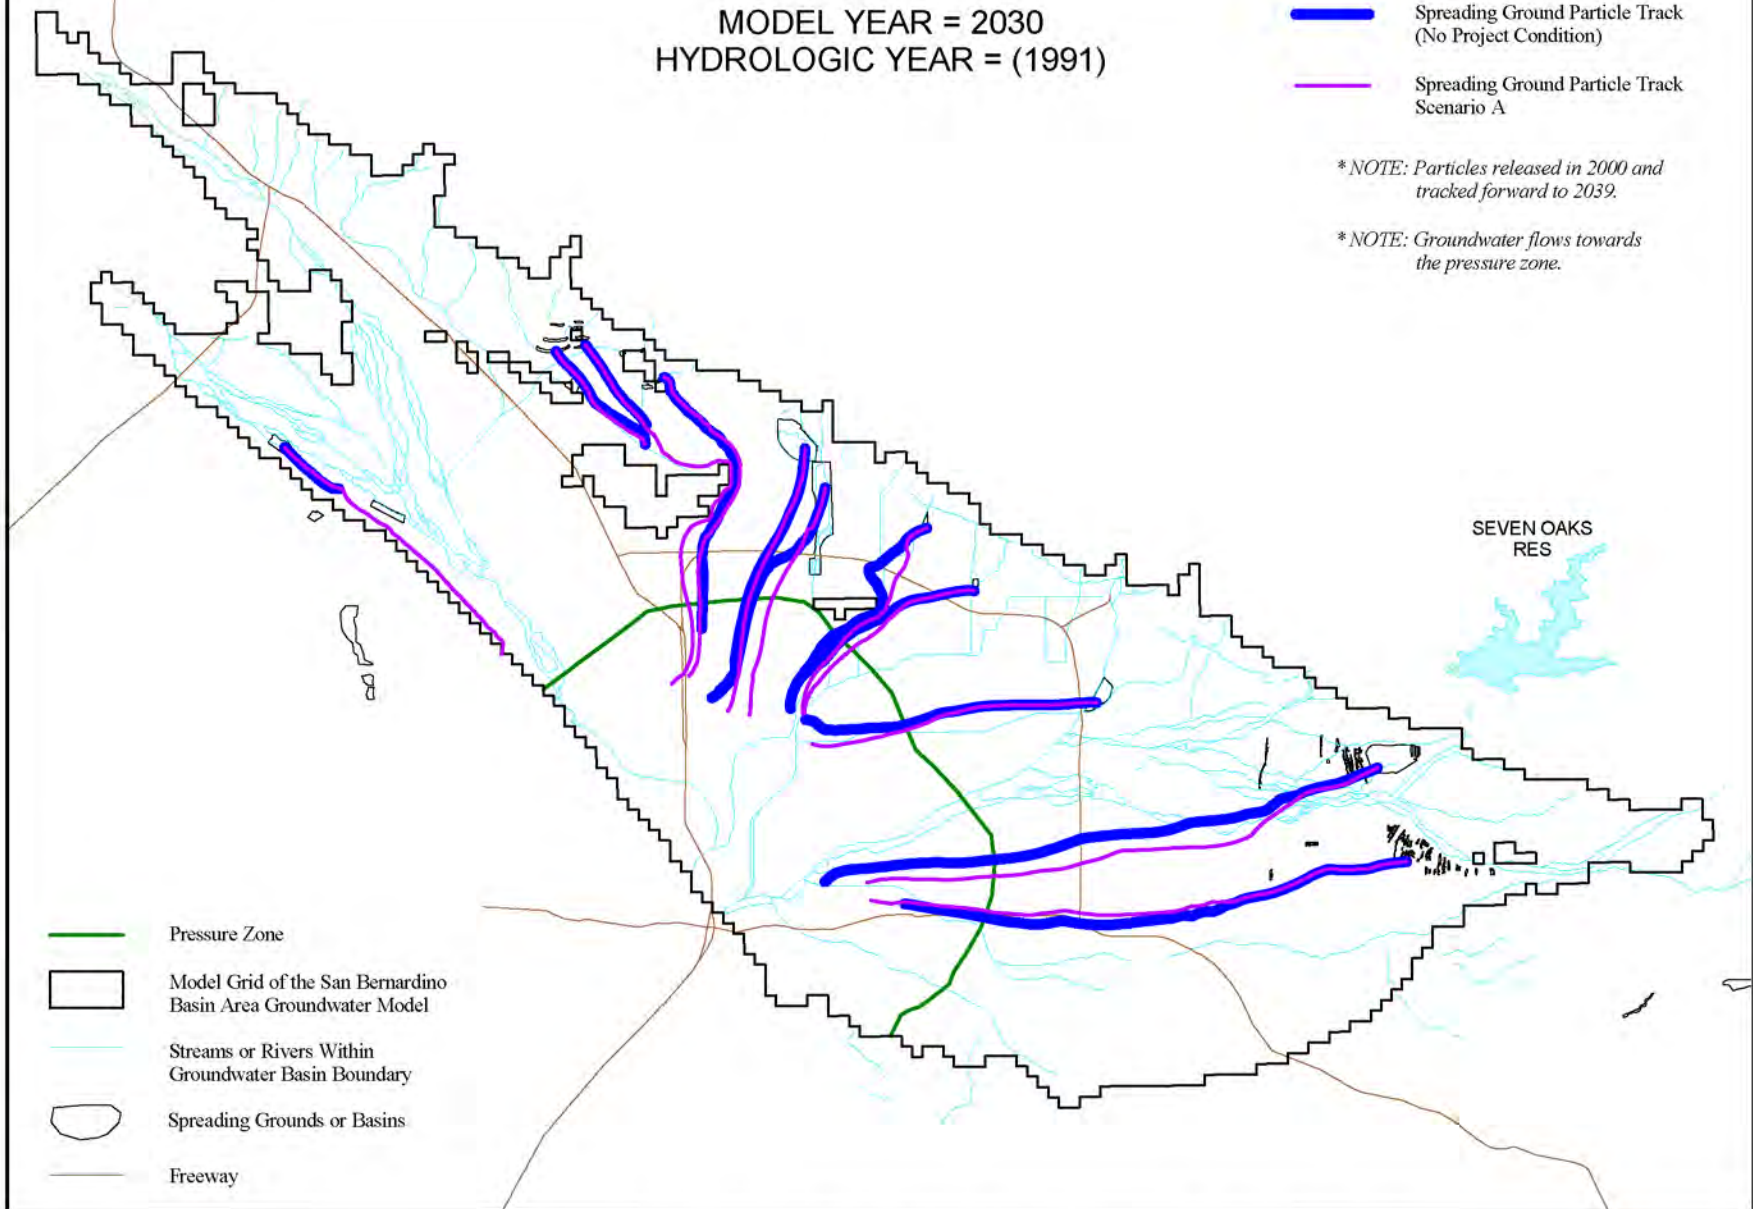 MODEL YEAR = 2030
HYDROLOGIC YEAR = (1991)
Spreading Ground Particle Track
(No Project Condition)
Spreading Ground Particle Track
Scenario A
* NOTE: Particles released in 2000 and
tracked forward to 2039.
* NOTE: Groundwater flows towards
the pressure zone.
SEVEN OAKS
RES
Pressure Zone
Model Grid of the San Bernardino
Basin Area Groundwater Model
Streams or Rivers Within
Groundwater Basin Boundary
Spreading Grounds or Basins
Freeway